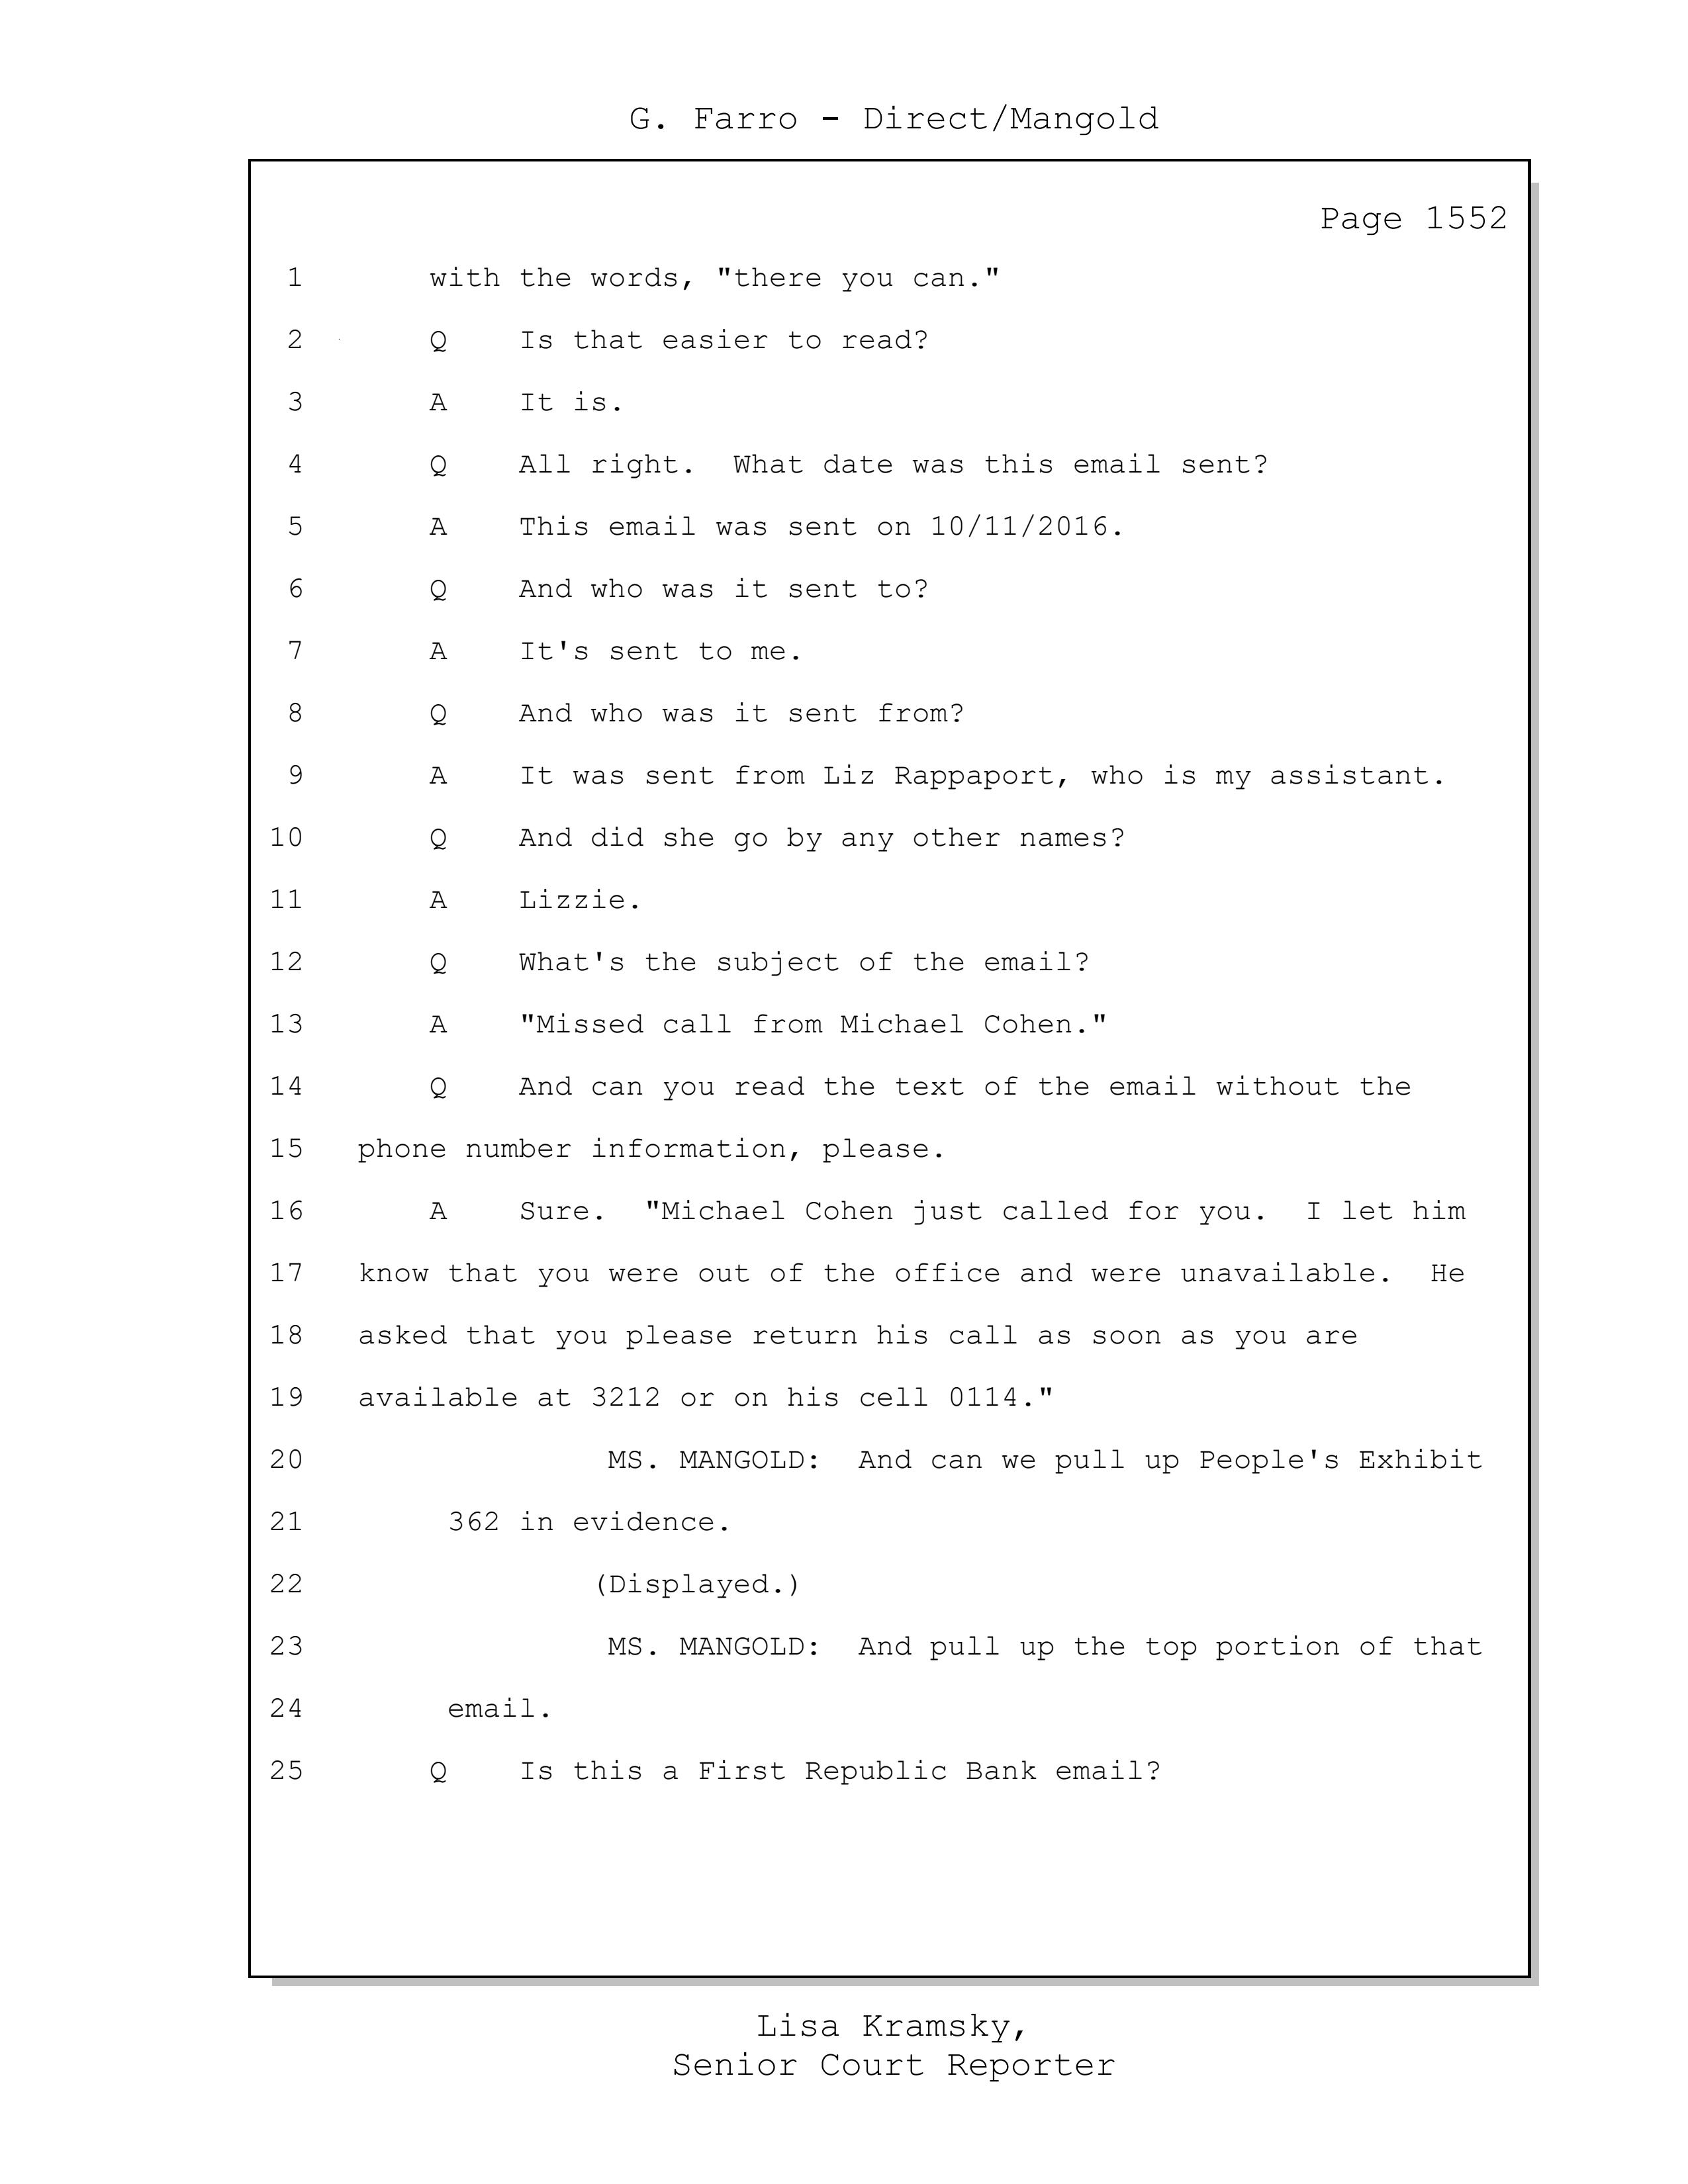 G. Farro - Direct/Mangold
Page 1552
1 with the words, "there you can."
2 Q Is that easier to read?
3 A It is.
4 Q All right. What date was this email sent?
5 A This email was sent on 10/11/2016.
6 Q And who was it sent to?
7 A It's sent to me.
8 Q And who was it sent from?
9 A It was sent from Liz Rappaport, who is my assistant.
10 Q And did she go by any other names?
11 A Lizzie.
12 Q What's the subject of the email?
13 A "Missed call from Michael Cohen."
14 Q And can you read the text of the email without the
15 phone number information, please.
16 A Sure. "Michael Cohen just called for you. I let him
17 know that you were out of the office and were unavailable. He
18 asked that you please return his call as soon as you are
19 available at 3212 or on his cell 0114."
20 MS. MANGOLD: And can we pull up People's Exhibit
21 362 in evidence.
22 (Displayed.)
23 MS. MANGOLD: And pull up the top portion of that
24 email.
25 Q Is this a First Republic Bank email?
Lisa Kramsky,
Senior Court Reporter